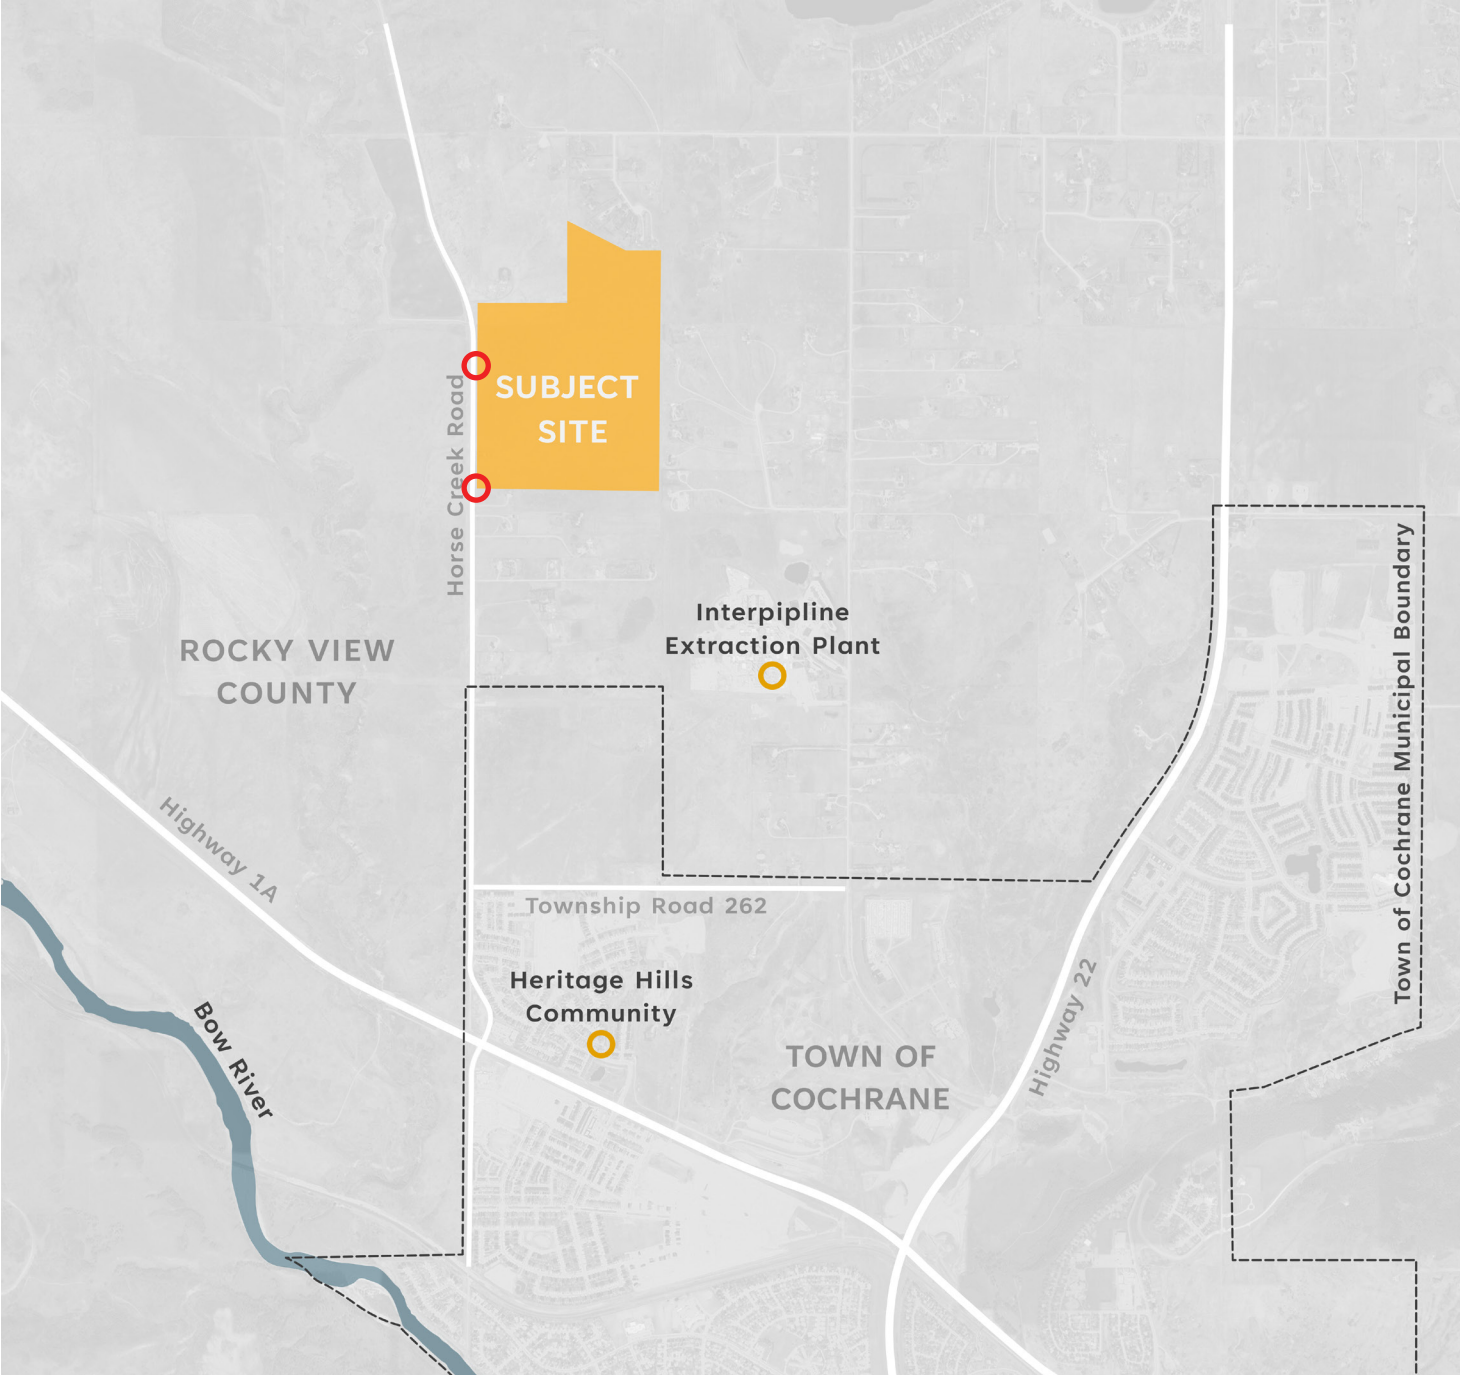 SUBJECT
SITE
Horse Creek Road
Interpipline
Extraction Plant
ROCKY VIEW
COUNTY
Town of Cochrane Municipal Boundary
Highway 1A
Township Road 262
Heritage Hills
Community
Bow River
TOWN OF
COCHRANE
Highway 22